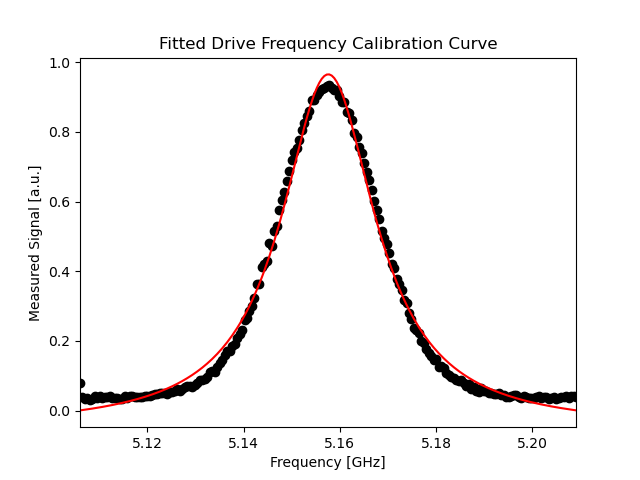 Fitted Drive Frequency Calibration Curve
1.0
0.8
0.6
0.4
0.2
0.0
Measured Signal [a.u.]
5.12 5.14 5.16 5.18 5.20
Frequency [GHz]